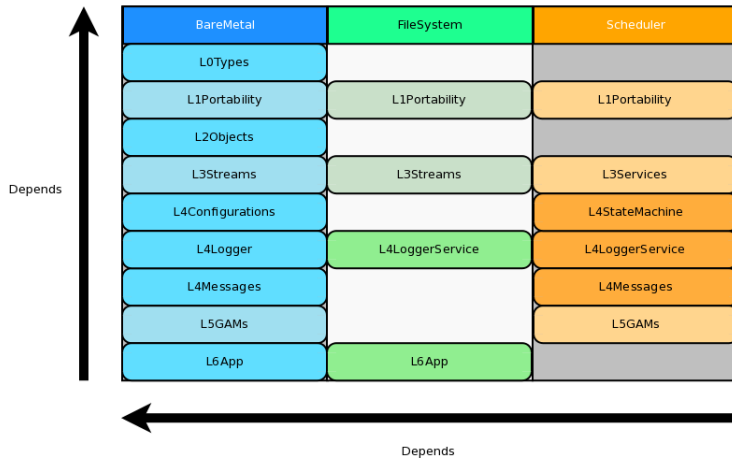 BareMetal FileSystem Scheduler
L0Types
L1Portability L1Portability L1Portability
L2Objects
L3Streams L3Streams L3Services
Depends
L4Configurations L4StateMachine
L4Logger L4LoggerService L4LoggerService
L4Messages L4Messages
L5GAMs L5GAMs
L6App L6App
Depends